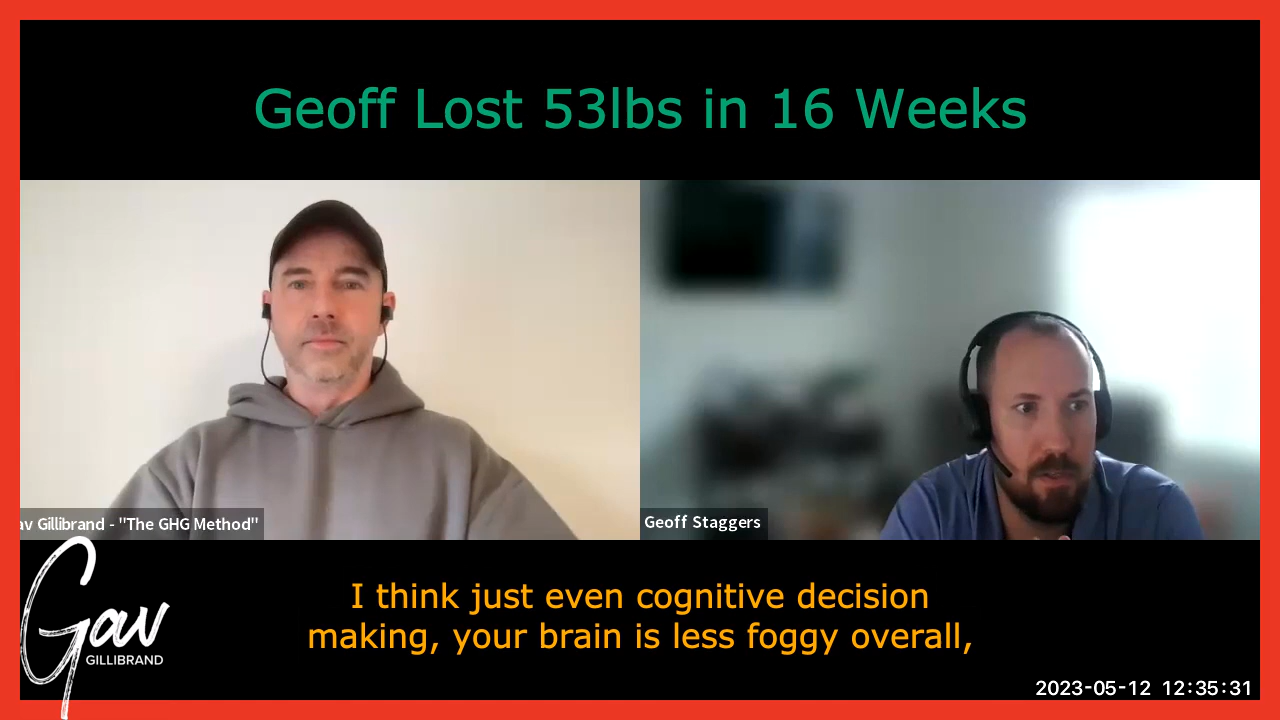 Geoff Lost 53lbs in 16 Weeks
av Gillibrand - "The GHG Method"
Geoff Staggers
I think just even cognitive decision
making, your brain is less foggy overall,
Gav
GILLIBRAND
2023-05-12 12:35:31